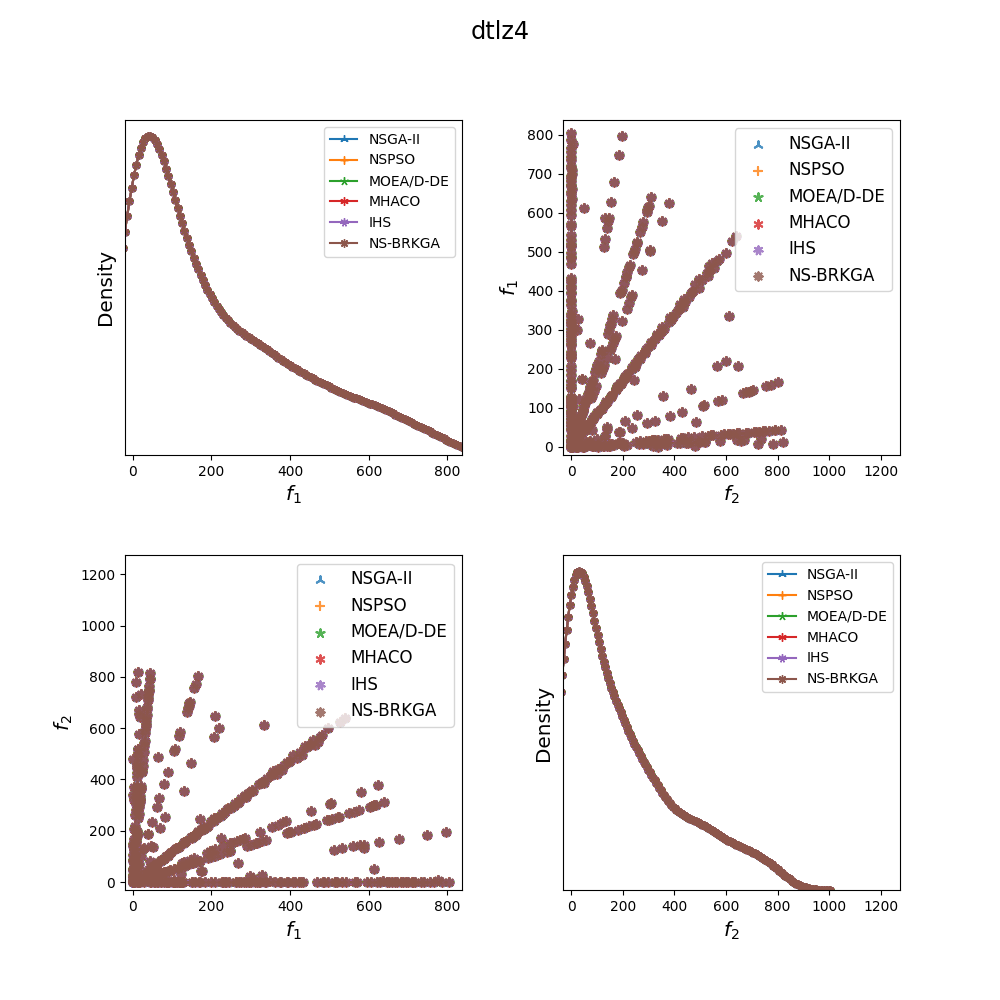 dtlz4
Density
NSGA-II
NSPSO
MOEA/D-DE
MHACO
IHS
NS-BRKGA
0 200 400 600 800
f1
f1
800
700
600
500
400
300
200
100
0
NSGA-II
NSPSO
MOEA/D-DE
MHACO
IHS
NS-BRKGA
0 200 400 600 800 1000 1200
f2
f2
1200
1000
800
600
400
200
0
NSGA-II
NSPSO
MOEA/D-DE
MHACO
IHS
NS-BRKGA
0 200 400 600 800
f1
Density
NSGA-II
NSPSO
MOEA/D-DE
MHACO
IHS
NS-BRKGA
0 200 400 600 800 1000 1200
f2